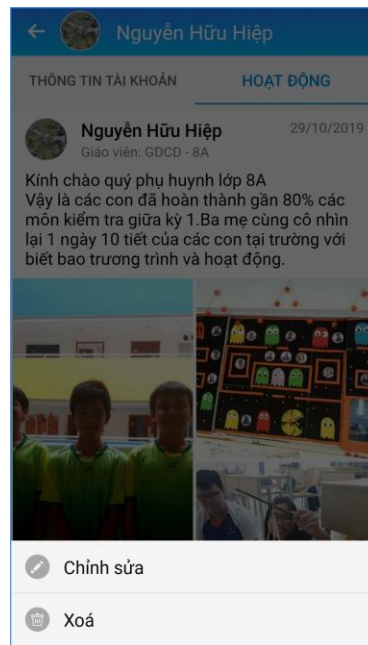 Nguyễn Hữu Hiệp
THÔNG TIN TÀI KHOẢN
HOẠT ĐỘNG
Nguyễn Hữu Hiệp
29/10/2019
Giáo viên: GDCD - 8A
Kính chào quý phụ huynh lớp 8A
Vậy là các con đã hoàn thành gần 80% các
môn kiểm tra giữa kỳ 1.Ba mẹ cùng cô nhìn
lại 1 ngày 10 tiết của các con tại trường với
biết bao trương trình và hoạt động.
Chỉnh sửa
Xoá